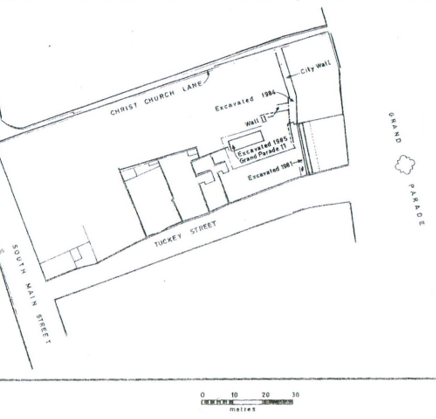 CHRIST CHURCH LANE
City Wall
Excavated 1984
Wall
Excavated 1985
Grand Parade II
Excavated 1981
GRAND PARADE
TUCKEY STREET
SOUTH MAIN STREET
0 10 20 30
metres